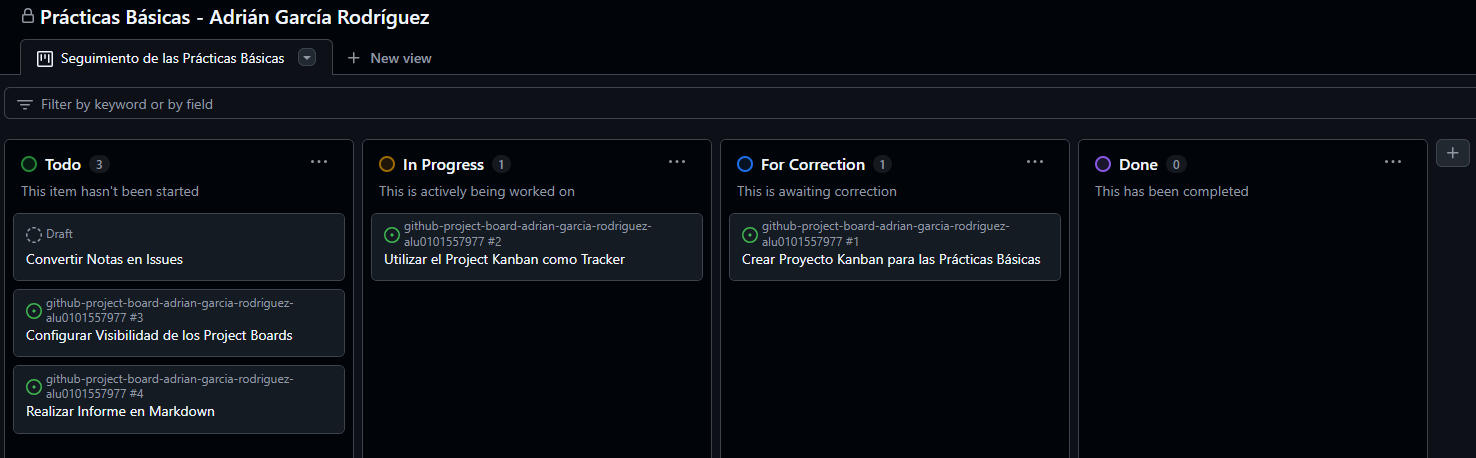 Prácticas Básicas - Adrián García Rodríguez
Seguimiento de las Prácticas Básicas
New view
Filter by keyword or by field
Todo 3
This item hasn't been started
Draft
Convertir Notas en Issues
github-project-board-adrian-garcia-rodriguez-
alu0101557977 #3
Configurar Visibilidad de los Project Boards
github-project-board-adrian-garcia-rodriguez-
alu0101557977 #4
Realizar Informe en Markdown
In Progress 1
This is actively being worked on
github-project-board-adrian-garcia-rodriguez-
alu0101557977 #2
Utilizar el Project Kanban como Tracker
For Correction 1
This is awaiting correction
github-project-board-adrian-garcia-rodriguez-
alu0101557977 #1
Crear Proyecto Kanban para las Prácticas Básicas
Done 0
This has been completed